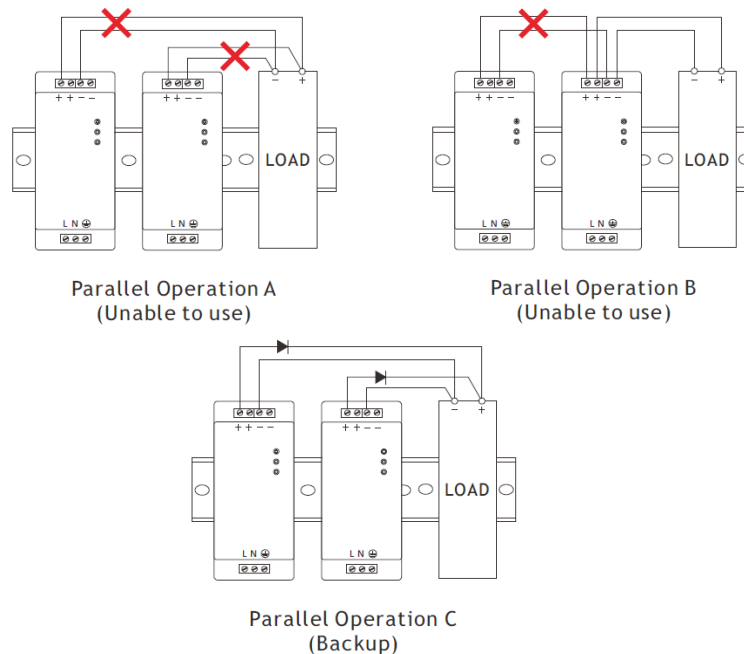 + + − −
+ + − −
− +
LOAD
L N
L N
Parallel Operation A
(Unable to use)
+ + − −
+ + − −
− +
LOAD
L N
L N
Parallel Operation B
(Unable to use)
+ + − −
+ + − −
− +
LOAD
L N
L N
Parallel Operation C
(Backup)